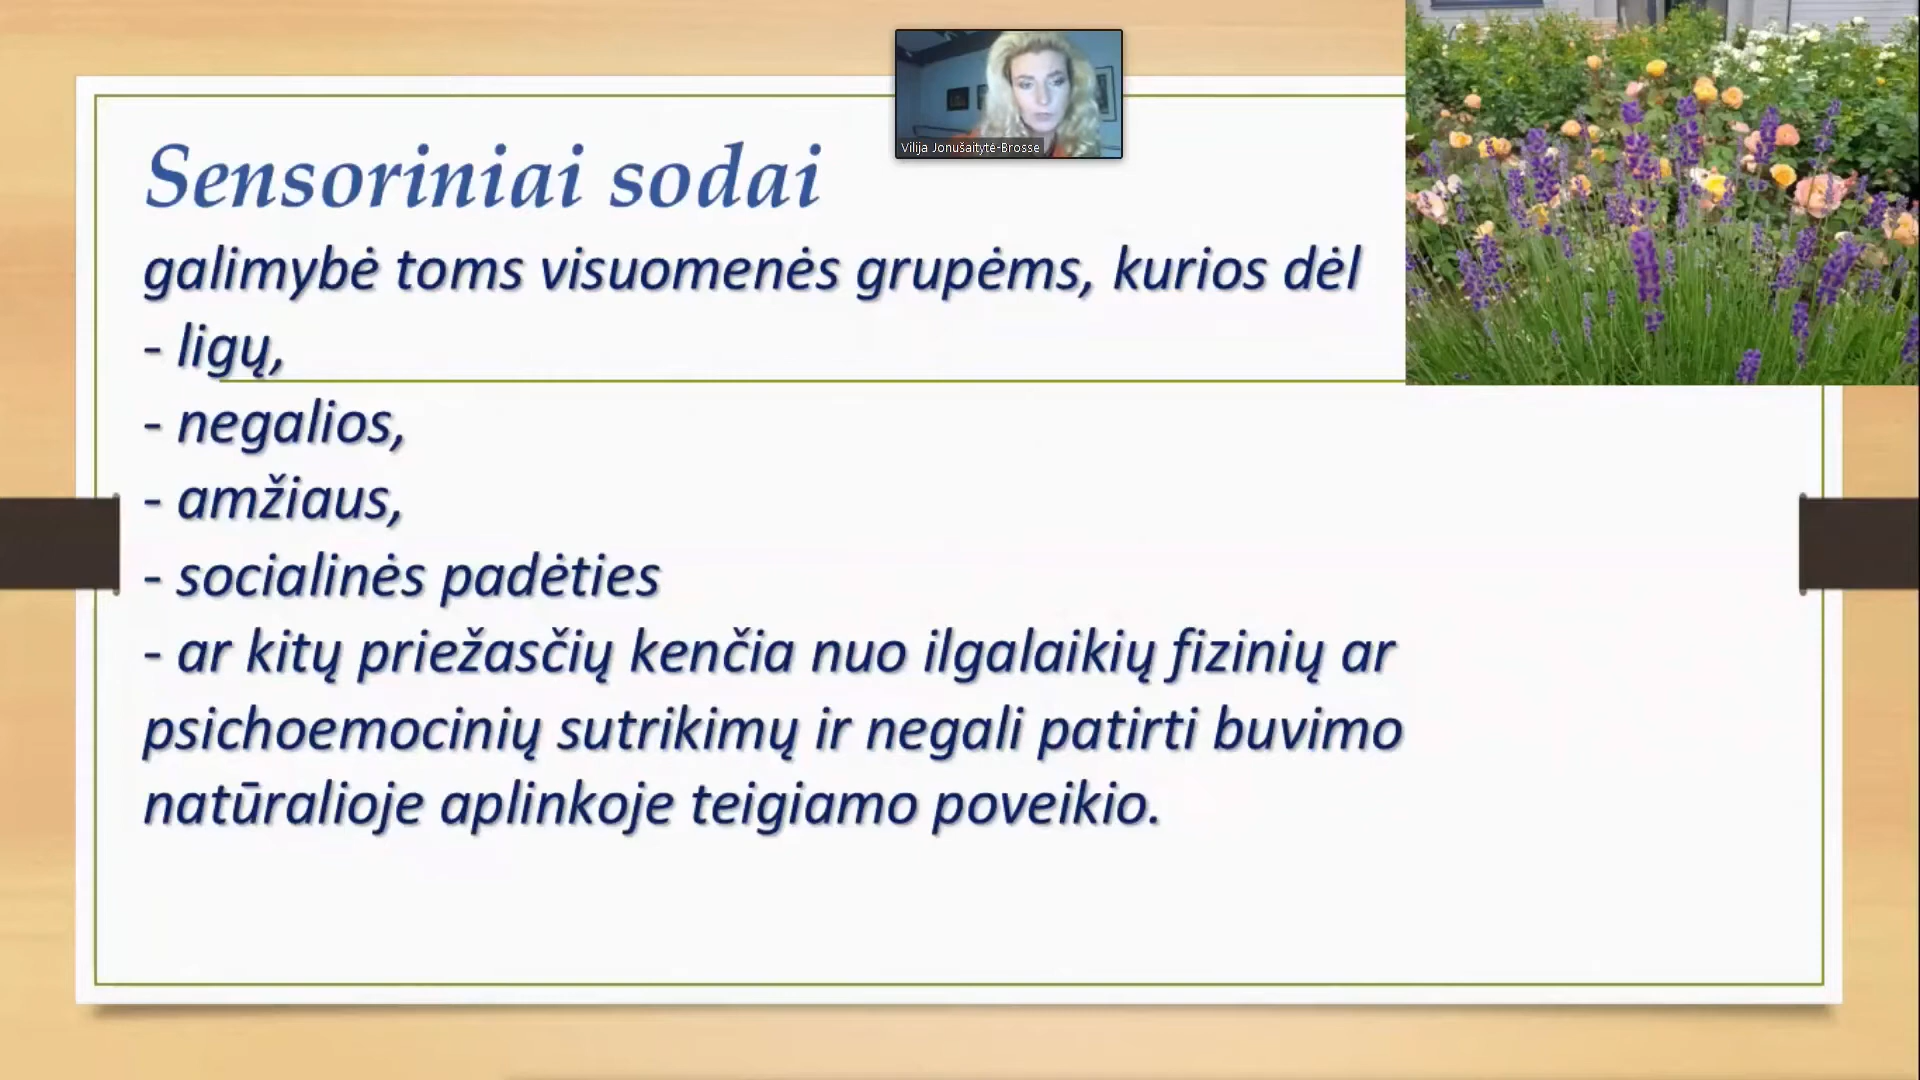 Vilija Jonušaitytė-Brosse
Sensoriniai sodai
galimybė toms visuomenės grupėms, kurios dėl
- ligų,
- negalios,
- amžiaus,
- socialinės padėties
- ar kitų priežasčių kenčia nuo ilgalaikių fizinių ar
psichoemocinių sutrikimų ir negali patirti buvimo
natūralioje aplinkoje teigiamo poveikio.